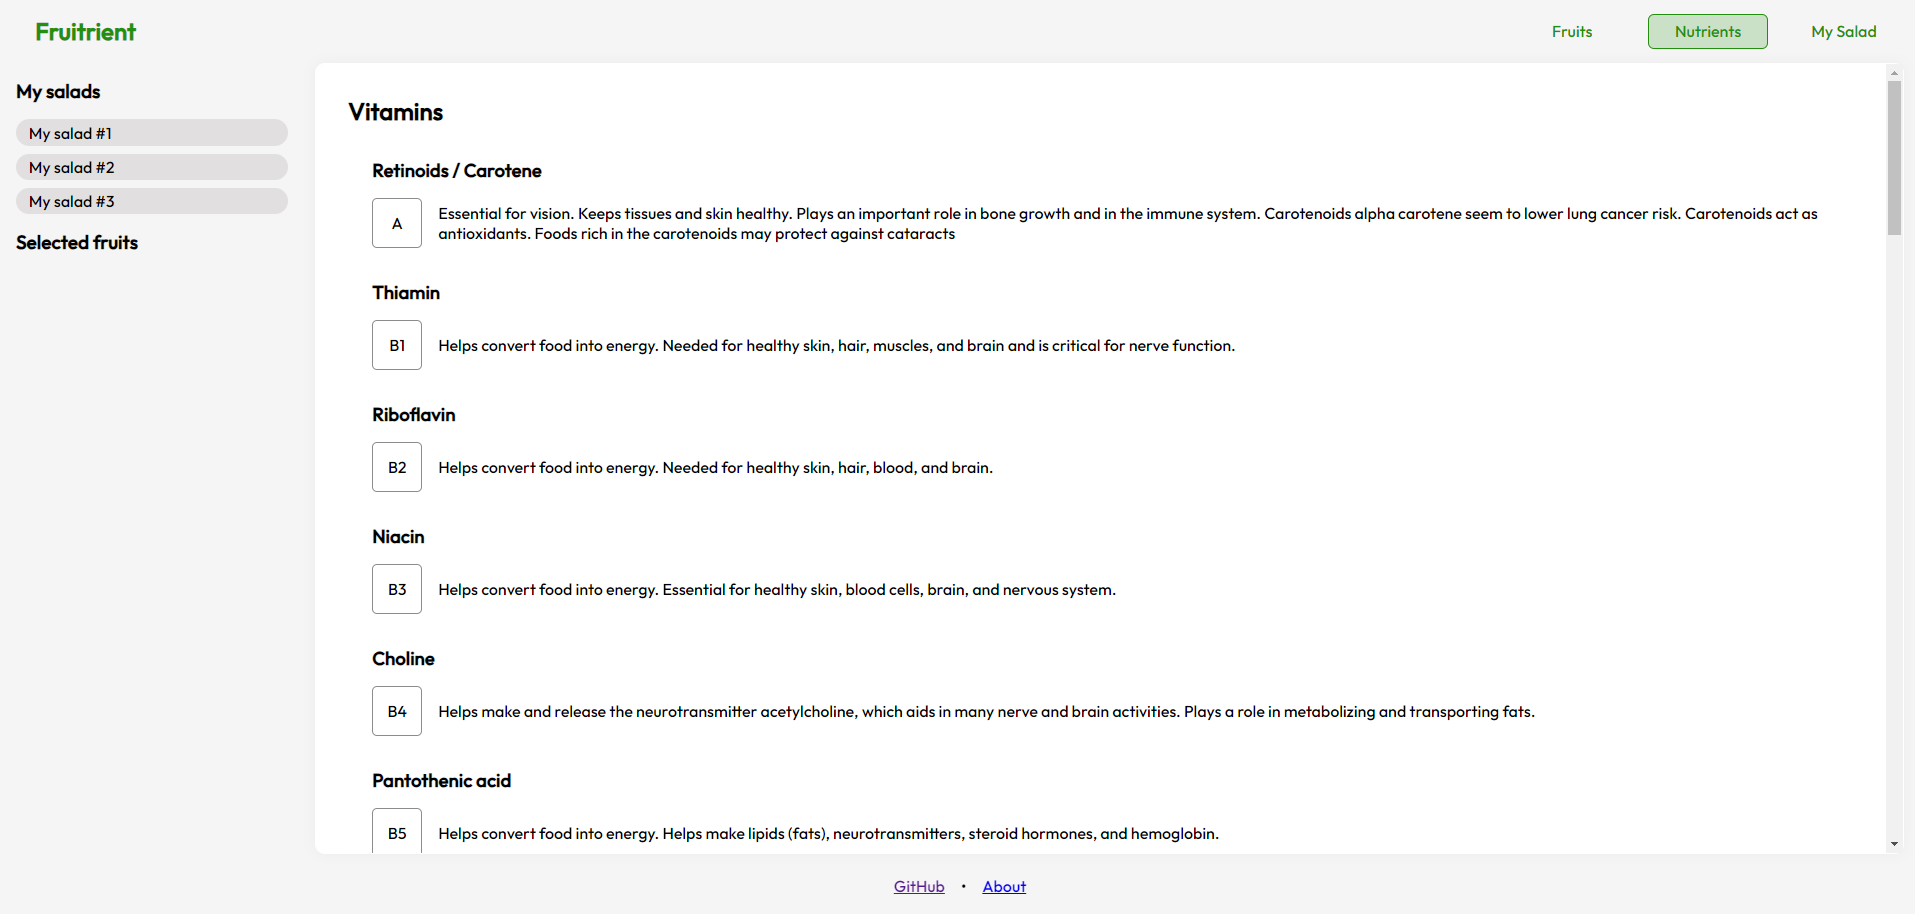 Fruitrient
Fruits
Nutrients
My Salad
My salads
My salad #1
My salad #2
My salad #3
Selected fruits
Vitamins
Retinoids / Carotene
A
Essential for vision. Keeps tissues and skin healthy. Plays an important role in bone growth and in the immune system. Carotenoids alpha carotene seem to lower lung cancer risk. Carotenoids act as
antioxidants. Foods rich in the carotenoids may protect against cataracts
Thiamin
B1
Helps convert food into energy. Needed for healthy skin, hair, muscles, and brain and is critical for nerve function.
Riboflavin
B2
Helps convert food into energy. Needed for healthy skin, hair, blood, and brain.
Niacin
B3
Helps convert food into energy. Essential for healthy skin, blood cells, brain, and nervous system.
Choline
B4
Helps make and release the neurotransmitter acetylcholine, which aids in many nerve and brain activities. Plays a role in metabolizing and transporting fats.
Pantothenic acid
B5
Helps convert food into energy. Helps make lipids (fats), neurotransmitters, steroid hormones, and hemoglobin.
GitHub • About